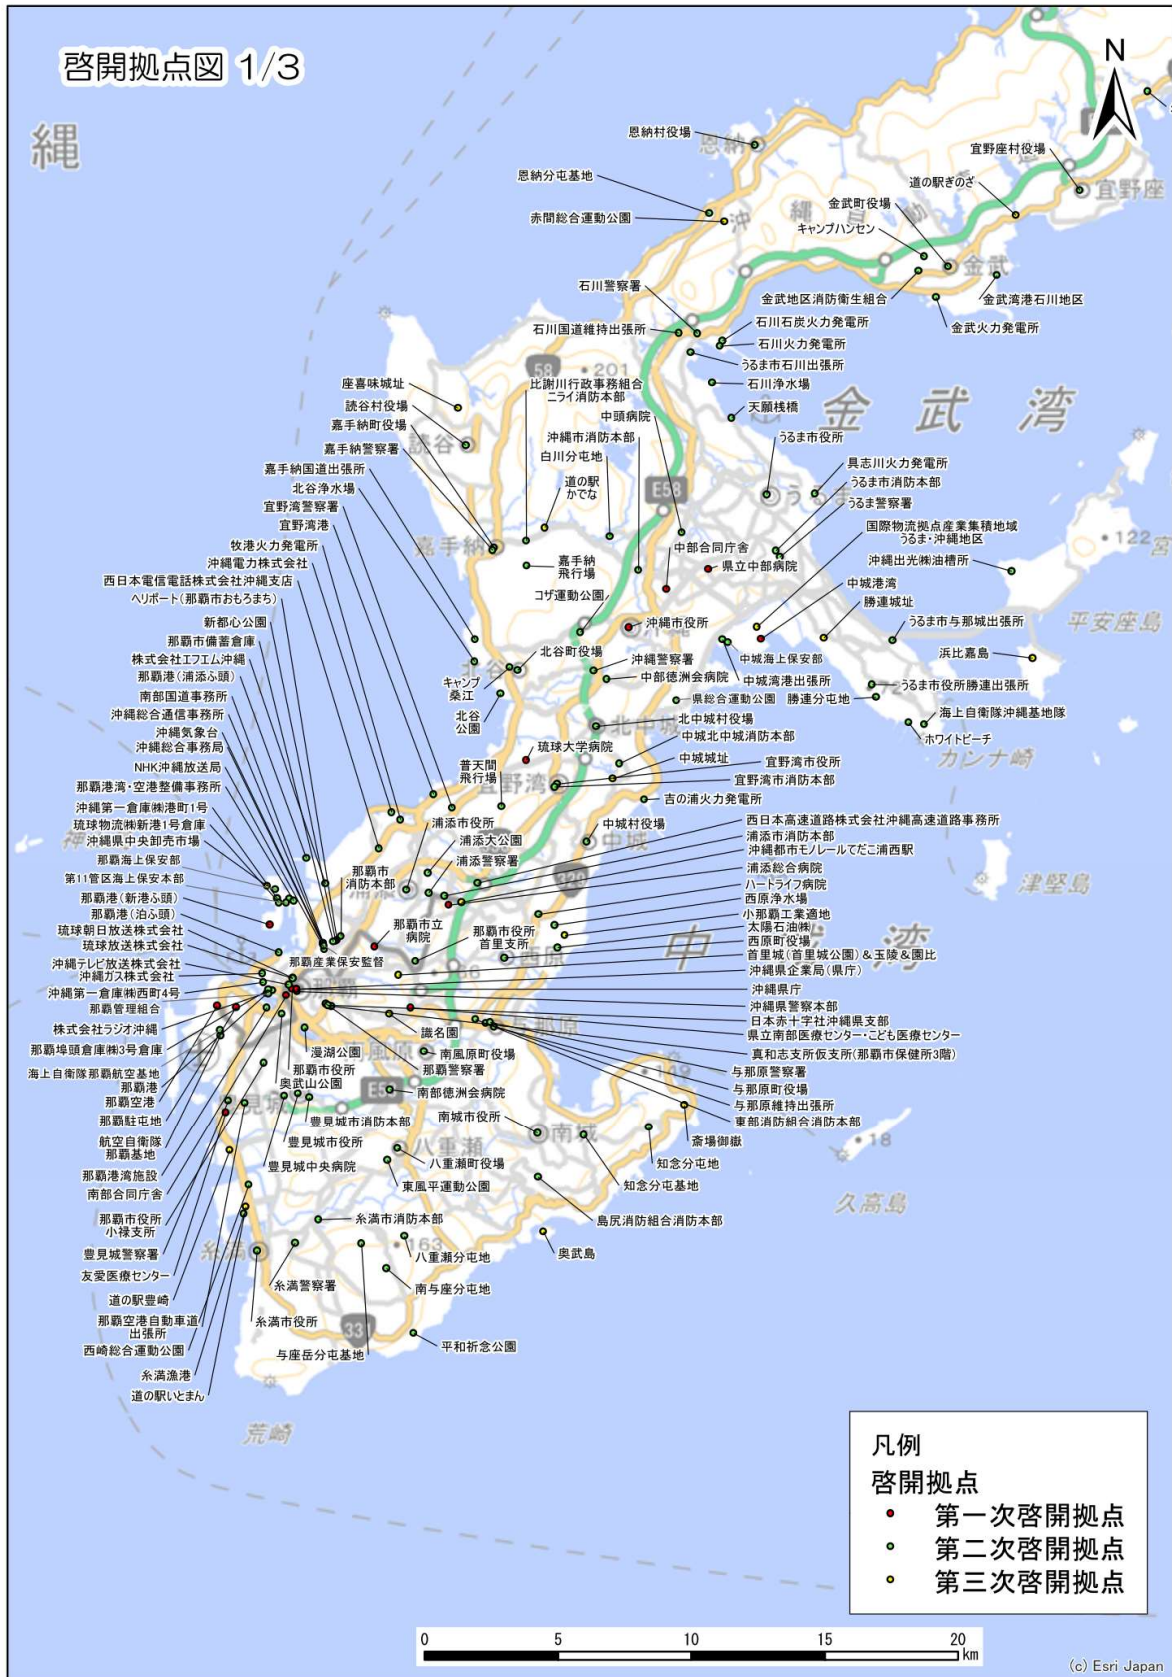 啓開拠点図 1/3
N
縄
恩納村役場
恩納
宜野座村役場
恩納分屯基地
道の駅ぎのざ
宜野座
赤間総合運動公園
金武町役場
沖縄自動
キャンプハンセン
金武
石川警察署
金武地区消防衛生組合
金武湾港石川地区
石川国道維持出張所
石川石炭火力発電所
金武火力発電所
石川火力発電所
うるま市石川出張所
58
201
座喜味城址
比謝川行政事務組合
ニライ消防本部
石川浄水場
金武湾
読谷村役場
中頭病院
天願桟橋
嘉手納町役場
読谷
沖縄市消防本部
うるま市役所
嘉手納警察署
白川分屯地
具志川火力発電所
嘉手納国道出張所
道の駅
かでな
E58
うるま
うるま市消防本部
北谷浄水場
うるま警察署
宜野湾警察署
国際物流拠点産業集積地域
うるま・沖縄地区
122
宮
宜野湾港
嘉手納
中部合同庁舎
沖縄出光㈱油槽所
牧港火力発電所
嘉手納
飛行場
県立中部病院
中城港湾
沖縄電力株式会社
コザ運動公園
勝連城址
西日本電信電話株式会社沖縄支店
沖縄市役所
うるま市与那城出張所
平安座島
ヘリポート(那覇市おもろまち)
北谷町役場
沖縄警察署
中城海上保安部
浜比嘉島
新都心公園
キャンプ
桑江
中部徳洲会病院
中城湾港出張所
うるま市役所勝連出張所
那覇市備蓄倉庫
北谷
公園
県総合運動公園
勝連分屯地
株式会社エフエム沖縄
海上自衛隊沖縄基地隊
那覇港(浦添ふ頭)
北中城
北中城村役場
ホワイトビーチ
南部国道事務所
琉球大学病院
中城北中城消防本部
カンナ崎
沖縄総合通信事務所
普天間
飛行場
中城城址
沖縄気象台
宜野湾
宜野湾市役所
沖縄総合事務局
宜野湾市消防本部
NHK沖縄放送局
吉の浦火力発電所
那覇港湾・空港整備事務所
浦添市役所
中城村役場
沖縄第一倉庫㈱港町1号
浦添大公園
中城
西日本高速道路株式会社沖縄高速道路事務所
琉球物流㈱新港1号倉庫
浦添警察署
浦添市消防本部
沖縄県中央卸売市場
329
沖縄都市モノレールてだこ浦西駅
那覇海上保安部
那覇市
消防本部
浦添総合病院
津堅島
第11管区海上保安本部
ハートライフ病院
那覇港(新港ふ頭)
西原浄水場
那覇港(泊ふ頭)
那覇市立
病院
那覇市役所
首里支所
小那覇工業適地
琉球朝日放送株式会社
太陽石油㈱
琉球放送株式会社
那覇産業保安監督
西原
西原町役場
沖縄テレビ放送株式会社
首里城(首里城公園)&玉陵&園比
沖縄ガス株式会社
沖縄県企業局(県庁)
沖縄第一倉庫㈱西町4号
那覇
沖縄県庁
那覇管理組合
沖縄県警察本部
株式会社ラジオ沖縄
識名園
与那原
日本赤十字社沖縄県支部
那覇埠頭倉庫㈱3号倉庫
漫湖公園
南風原
南風原町役場
県立南部医療センター・こども医療センター
海上自衛隊那覇航空基地
那覇市役所
那覇警察署
真和志支所仮支所(那覇市保健所3階)
那覇港
奥武山公園
与那原警察署
那覇空港
南部徳洲会病院
与那原町役場
那覇駐屯地
豊見城
豊見城市消防本部
南城市役所
与那原維持出張所
航空自衛隊
那覇基地
豊見城市役所
八重瀬
南城
東部消防組合消防本部
那覇港湾施設
豊見城中央病院
八重瀬町役場
斎場御嶽
18
南部合同庁舎
東風平運動公園
知念分屯地
那覇市役所
小禄支所
知念分屯基地
久高島
豊見城警察署
糸満市消防本部
島尻消防組合消防本部
友愛医療センター
糸満
163
八重瀬分屯地
奥武島
道の駅豊崎
糸満警察署
南与座分屯地
那覇空港自動車道
出張所
糸満市役所
331
平和祈念公園
西崎総合運動公園
与座岳分屯基地
糸満漁港
道の駅いとまん
荒崎
凡例
啓開拠点
第一次啓開拠点
第二次啓開拠点
第三次啓開拠点
0 5 10 15 20
km
(c) Esri Japan